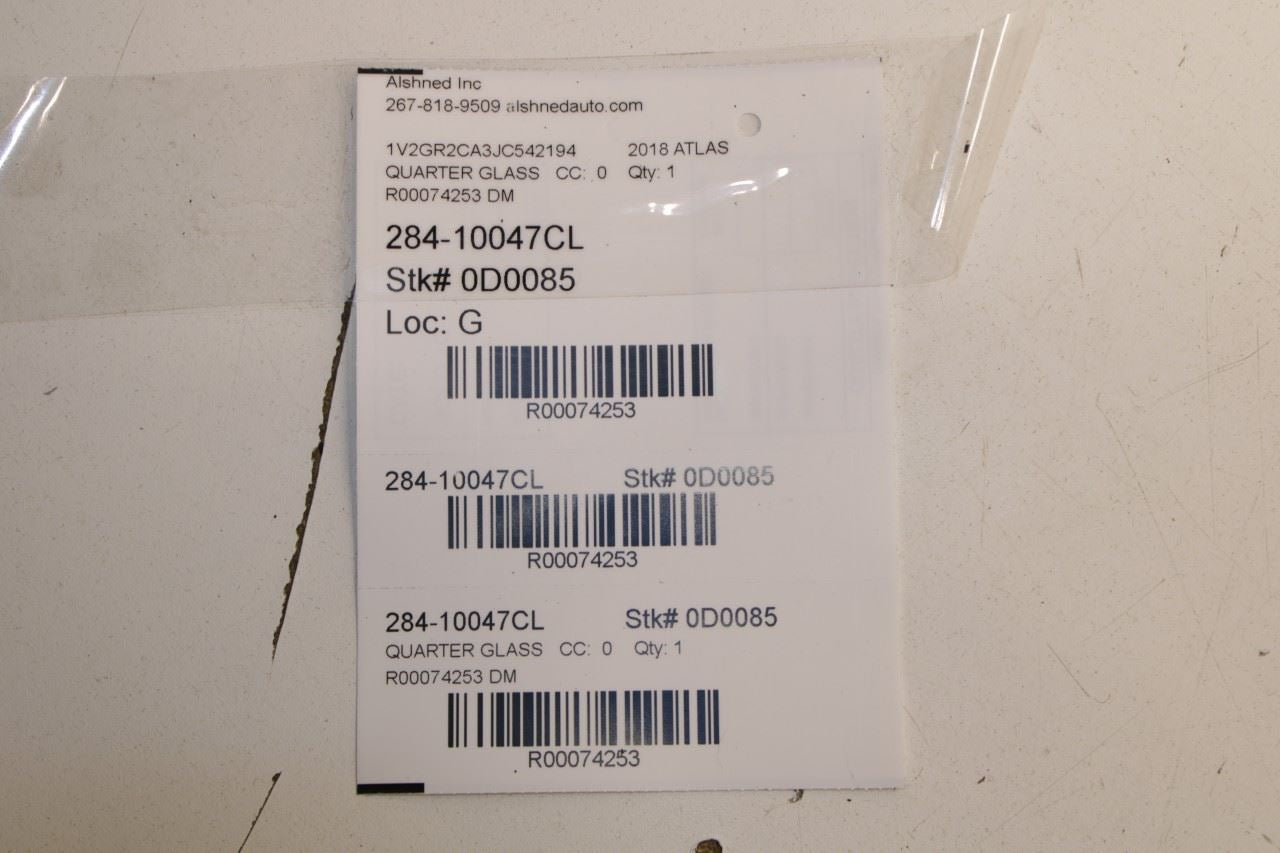 Alshned Inc
267-818-9509 alshnedauto.com
1V2GR2CA3JC542194 2018 ATLAS
QUARTER GLASS CC: 0 Qty: 1
R00074253 DM
284-10047CL
Stk# 0D0085
Loc: G
R00074253
284-10047CL Stk# 0D0085
R00074253
284-10047CL Stk# 0D0085
QUARTER GLASS CC: 0 Qty: 1
R00074253 DM
R00074253